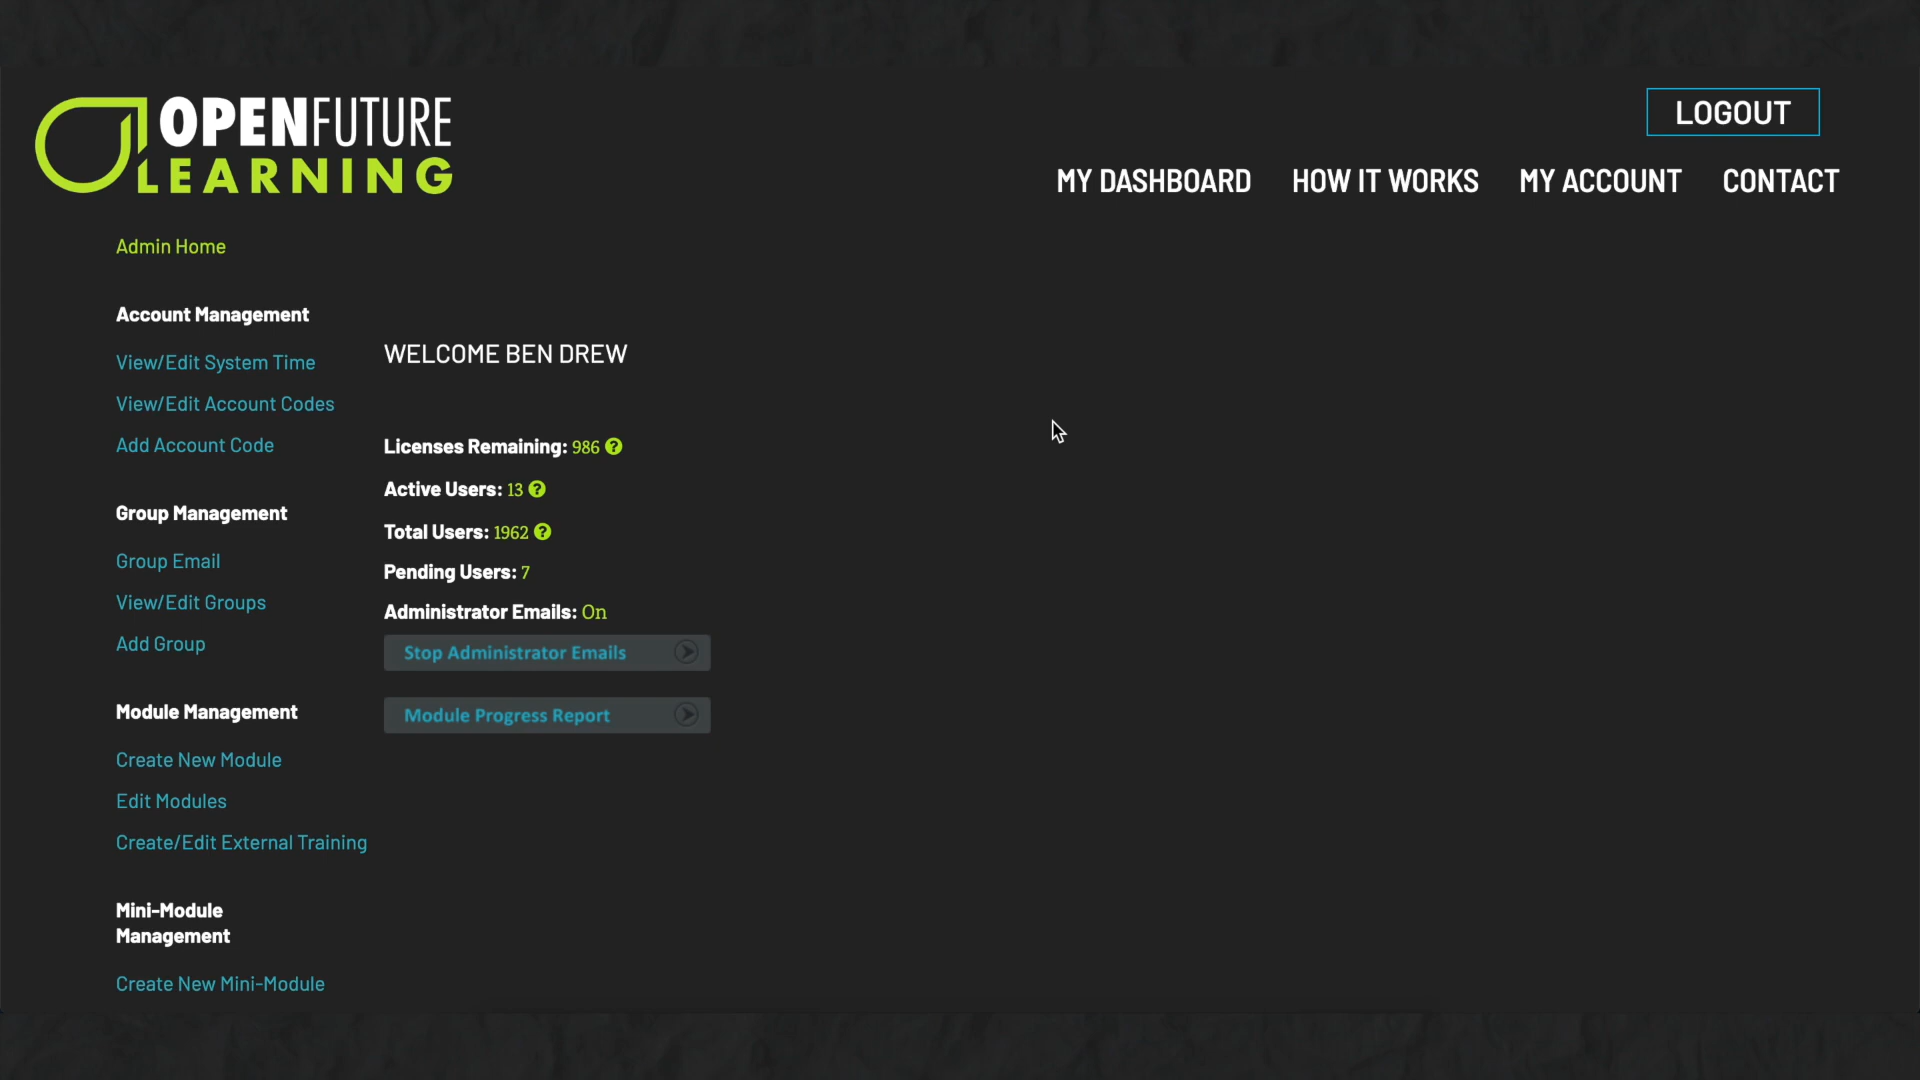 OPENFUTURE
LEARNING
LOGOUT
MY DASHBOARD HOW IT WORKS MY ACCOUNT CONTACT
Admin Home
Account Management
View/Edit System Time
View/Edit Account Codes
Add Account Code
Group Management
Group Email
View/Edit Groups
Add Group
Module Management
Create New Module
Edit Modules
Create/Edit External Training
Mini-Module
Management
Create New Mini-Module
WELCOME BEN DREW
Licenses Remaining: 986 ?
Active Users: 13 ?
Total Users: 1962 ?
Pending Users: 7
Administrator Emails: On
Stop Administrator Emails
Module Progress Report